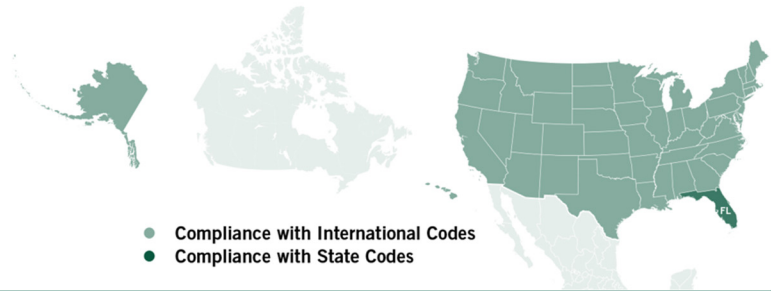 FL
Compliance with International Codes
Compliance with State Codes